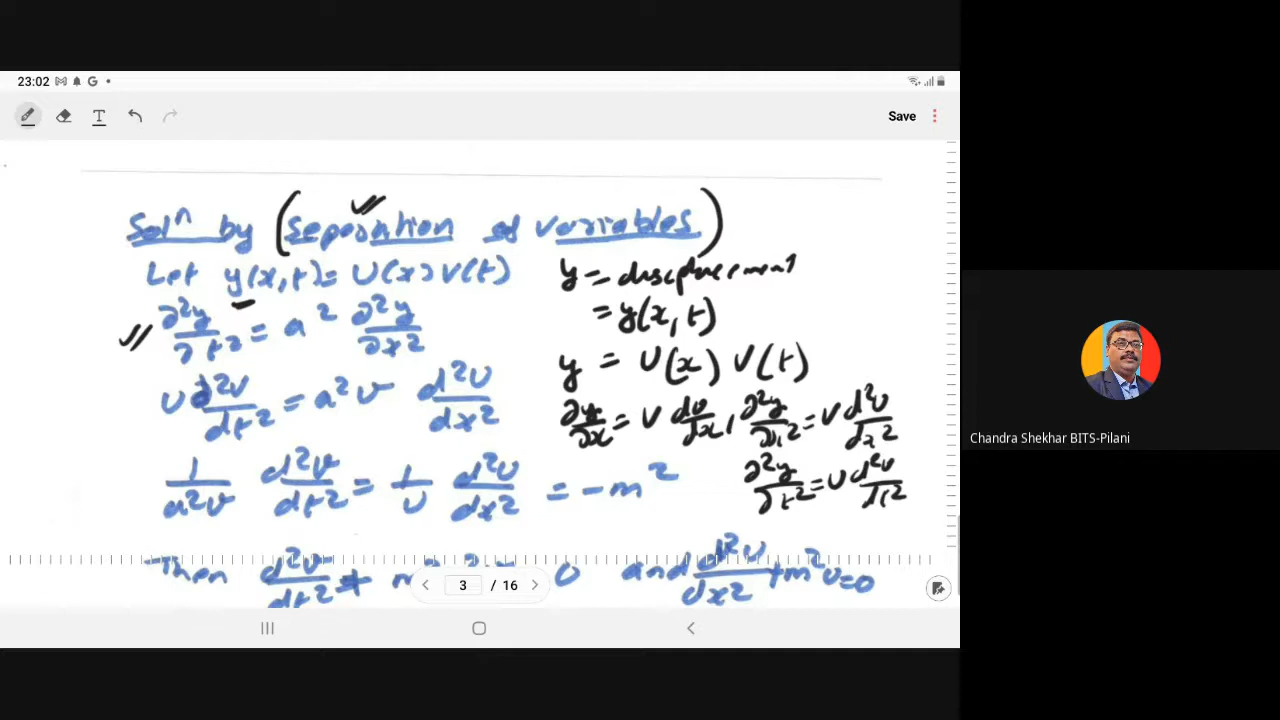 23:02
Save
Solⁿ by (Separation of variables)
Let y(x,t) = U(x) V(t)
y = displacement
= y(x, t)
∂²y/∂t² = a² ∂²y/∂x²
y = U(x) V(t)
U d²V/dt² = a² V d²U/dx²
∂y/∂x = V dU/dx, ∂²y/∂x² = V d²U/dx²
∂²y/∂t² = U d²V/dt²
1/a²V d²V/dt² = 1/U d²U/dx² = -m²
Then d²V/dt² + 0 and d²U/dx² + m²U = 0
3 / 16
Chandra Shekhar BITS-Pilani